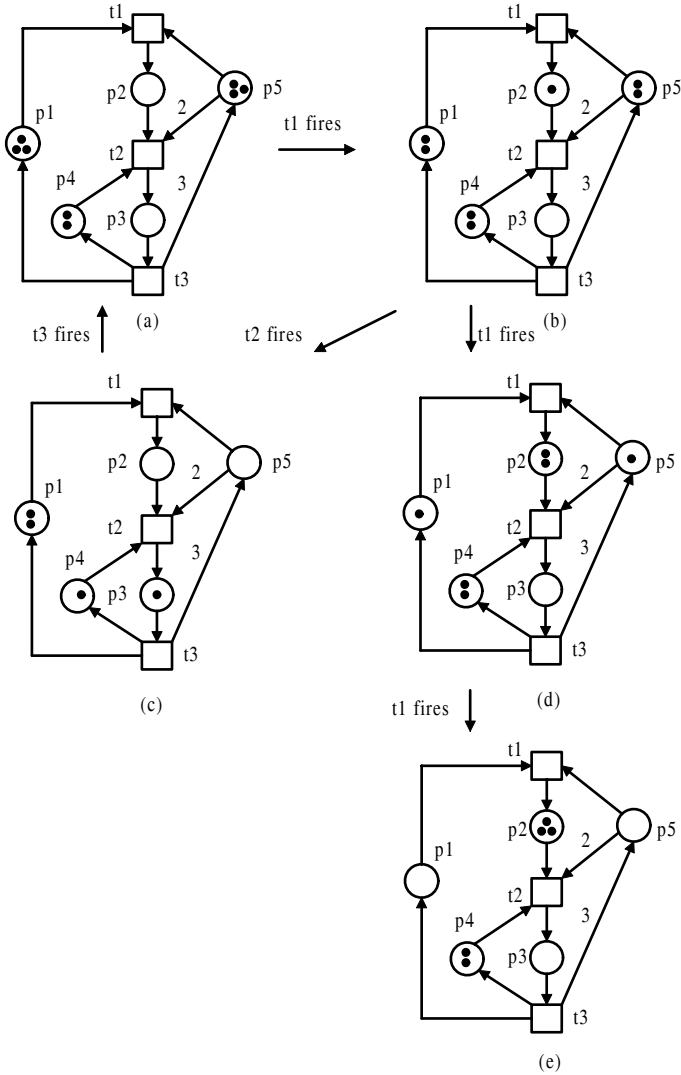 t1
p2
p5
p1
2
t2
p4
3
p3
t3
(a)
t1 fires
t1
p2
p5
p1
2
t2
p4
3
p3
t3
(b)
t3 fires
t2 fires
t1 fires
t1
p2
p5
p1
2
t2
p4
3
p3
t3
(c)
t1
p2
p5
p1
2
t2
p4
3
p3
t3
(d)
t1 fires
t1
p2
p5
p1
2
t2
p4
3
p3
t3
(e)